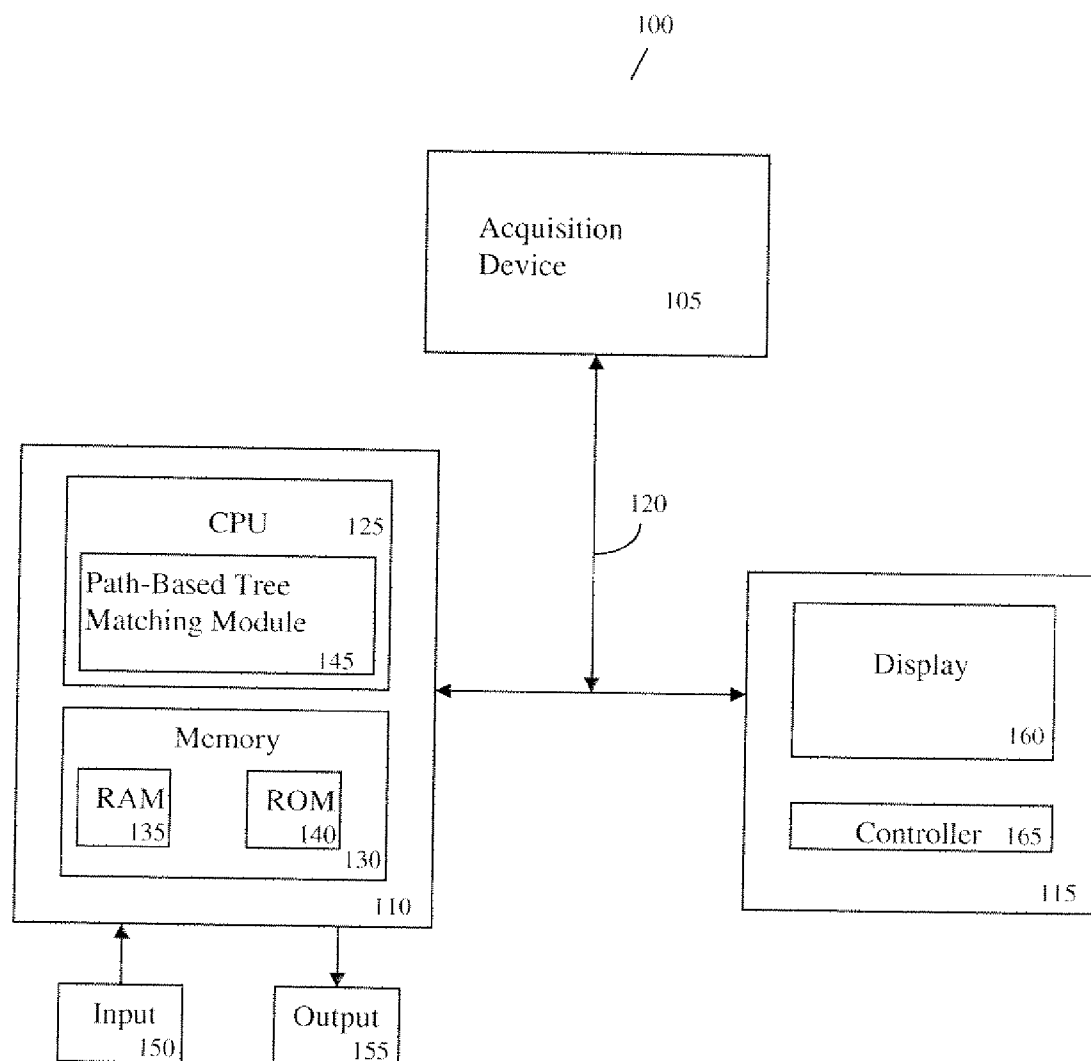 100
Acquisition
Device
105
120
CPU 125
Path-Based Tree
Matching Module
145
Memory
RAM
135
ROM
140
130
110
Display
160
Controller 165
115
Input
150
Output
155